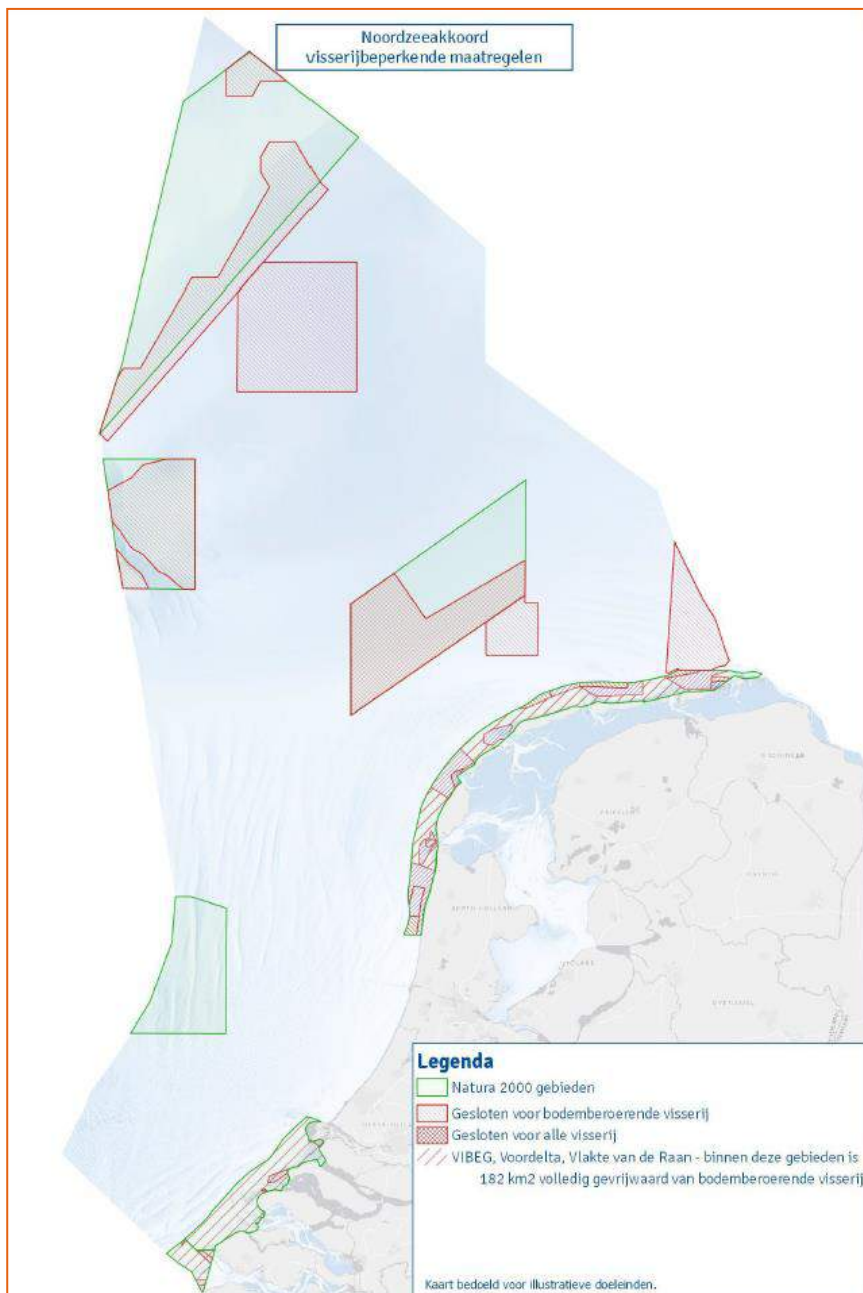 Noordzeeakkoord
visserijbeperkende maatregelen
Legenda
Natura 2000 gebieden
Gesloten voor bodemberoerende visserij
Gesloten voor alle visserij
VIBEG, Voordelta, Vlakte van de Raan - binnen deze gebieden is
182 km2 volledig gevrijwaard van bodemberoerende visserij
Kaart bedoeld voor illustratieve doeleinden.